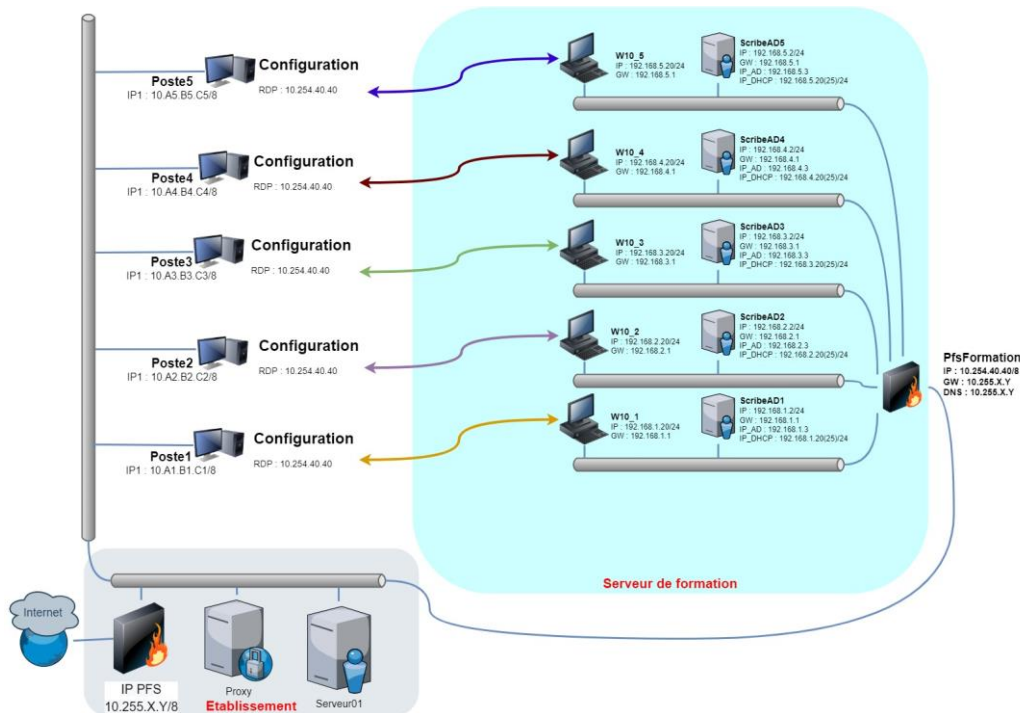 Configuration
Poste5
IP1 : 10.A5.B5.C5/8
RDP : 10.254.40.40
W10_5
IP : 192.168.5.20/24
GW : 192.168.5.1
ScribeAD5
IP : 192.168.5.2/24
GW : 192.168.5.1
IP_AD : 192.168.5.3
IP_DHCP : 192.168.5.20(25)/24
Configuration
Poste4
IP1 : 10.A4.B4.C4/8
RDP : 10.254.40.40
W10_4
IP : 192.168.4.20/24
GW : 192.168.4.1
ScribeAD4
IP : 192.168.4.2/24
GW : 192.168.4.1
IP_AD : 192.168.4.3
IP_DHCP : 192.168.4.20(25)/24
Configuration
Poste3
IP1 : 10.A3.B3.C3/8
RDP : 10.254.40.40
W10_3
IP : 192.168.3.20/24
GW : 192.168.3.1
ScribeAD3
IP : 192.168.3.2/24
GW : 192.168.3.1
IP_AD : 192.168.3.3
IP_DHCP : 192.168.3.20(25)/24
Configuration
Poste2
IP1 : 10.A2.B2.C2/8
RDP : 10.254.40.40
W10_2
IP : 192.168.2.20/24
GW : 192.168.2.1
ScribeAD2
IP : 192.168.2.2/24
GW : 192.168.2.1
IP_AD : 192.168.2.3
IP_DHCP : 192.168.2.20(25)/24
PfsFormation
IP : 10.254.40.40/8
GW : 10.255.X.Y
DNS : 10.255.X.Y
Configuration
Poste1
IP1 : 10.A1.B1.C1/8
RDP : 10.254.40.40
W10_1
IP : 192.168.1.20/24
GW : 192.168.1.1
ScribeAD1
IP : 192.168.1.2/24
GW : 192.168.1.1
IP_AD : 192.168.1.3
IP_DHCP : 192.168.1.20(25)/24
Serveur de formation
Internet
IP PFS
10.255.X.Y/8
Proxy
Etablissement
Serveur01